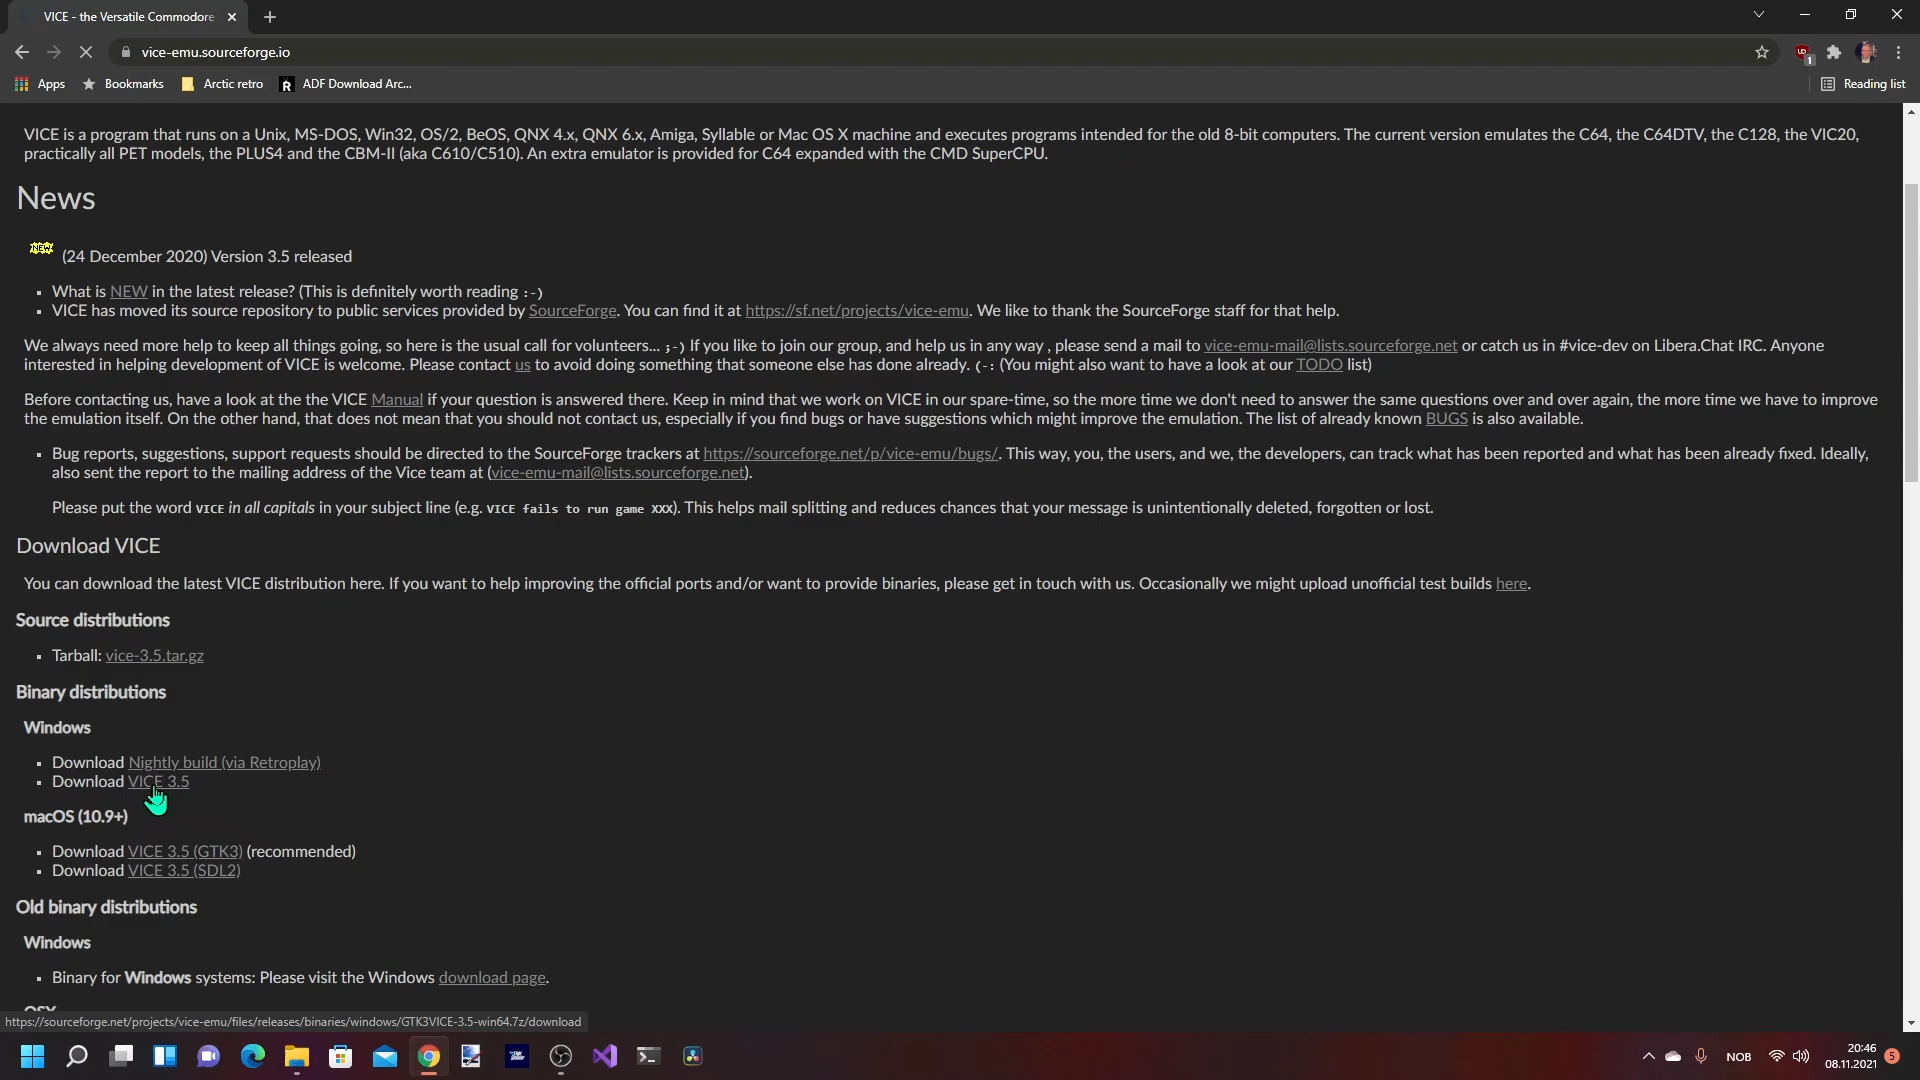 VICE - the Versatile Commodore
vice-emu.sourceforge.io
1
Apps
Bookmarks
Arctic retro
R
ADF Download Arc...
Reading list
VICE is a program that runs on a Unix, MS-DOS, Win32, OS/2, BeOS, QNX 4.x, QNX 6.x, Amiga, Syllable or Mac OS X machine and executes programs intended for the old 8-bit computers. The current version emulates the C64, the C64DTV, the C128, the VIC20,
practically all PET models, the PLUS4 and the CBM-II (aka C610/C510). An extra emulator is provided for C64 expanded with the CMD SuperCPU.
News
NEW (24 December 2020) Version 3.5 released
▪ What is NEW in the latest release? (This is definitely worth reading :-)
▪ VICE has moved its source repository to public services provided by SourceForge. You can find it at https://sf.net/projects/vice-emu. We like to thank the SourceForge staff for that help.
We always need more help to keep all things going, so here is the usual call for volunteers... ;-) If you like to join our group, and help us in any way , please send a mail to vice-emu-mail@lists.sourceforge.net or catch us in #vice-dev on Libera.Chat IRC. Anyone
interested in helping development of VICE is welcome. Please contact us to avoid doing something that someone else has done already. (-: (You might also want to have a look at our TODO list)
Before contacting us, have a look at the the VICE Manual if your question is answered there. Keep in mind that we work on VICE in our spare-time, so the more time we don't need to answer the same questions over and over again, the more time we have to improve
the emulation itself. On the other hand, that does not mean that you should not contact us, especially if you find bugs or have suggestions which might improve the emulation. The list of already known BUGS is also available.
▪ Bug reports, suggestions, support requests should be directed to the SourceForge trackers at https://sourceforge.net/p/vice-emu/bugs/. This way, you, the users, and we, the developers, can track what has been reported and what has been already fixed. Ideally,
also sent the report to the mailing address of the Vice team at (vice-emu-mail@lists.sourceforge.net).
Please put the word VICE in all capitals in your subject line (e.g. VICE fails to run game XXX). This helps mail splitting and reduces chances that your message is unintentionally deleted, forgotten or lost.
Download VICE
You can download the latest VICE distribution here. If you want to help improving the official ports and/or want to provide binaries, please get in touch with us. Occasionally we might upload unofficial test builds here.
Source distributions
▪ Tarball: vice-3.5.tar.gz
Binary distributions
Windows
▪ Download Nightly build (via Retroplay)
▪ Download VICE 3.5
macOS (10.9+)
▪ Download VICE 3.5 (GTK3) (recommended)
▪ Download VICE 3.5 (SDL2)
Old binary distributions
Windows
▪ Binary for Windows systems: Please visit the Windows download page.
OSX
https://sourceforge.net/projects/vice-emu/files/releases/binaries/windows/GTK3VICE-3.5-win64.7z/download
NOB
20:46
08.11.2021
5